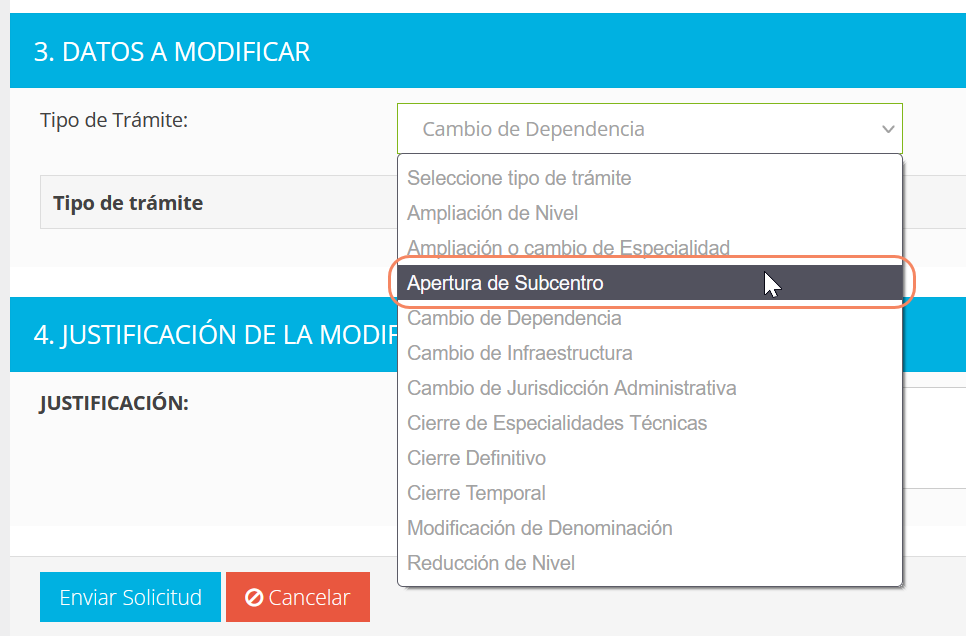 3. DATOS A MODIFICAR
Tipo de Trámite:
Cambio de Dependencia
Seleccione tipo de trámite
Ampliación de Nivel
Ampliación o cambio de Especialidad
Apertura de Subcentro
Cambio de Dependencia
Cambio de Infraestructura
Cambio de Jurisdicción Administrativa
Cierre de Especialidades Técnicas
Cierre Definitivo
Cierre Temporal
Modificación de Denominación
Reducción de Nivel
Tipo de trámite
4. JUSTIFICACIÓN DE LA MODIF
JUSTIFICACIÓN:
Enviar Solicitud
Cancelar